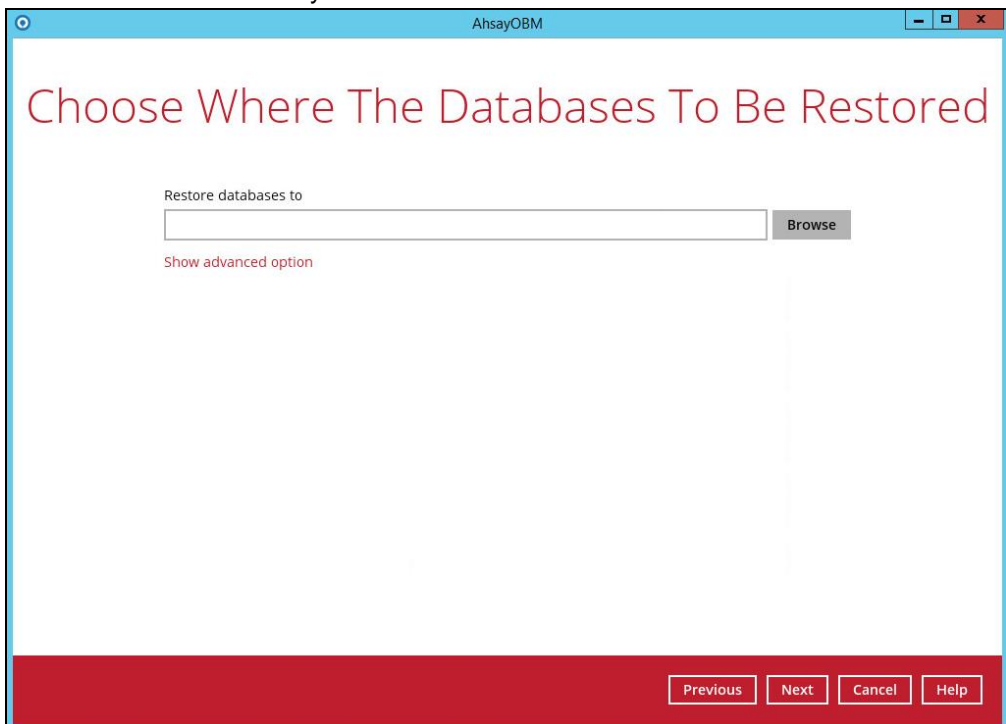 AhsayOBM
Choose Where The Databases To Be Restored
Restore databases to
Browse
Show advanced option
Previous Next Cancel Help